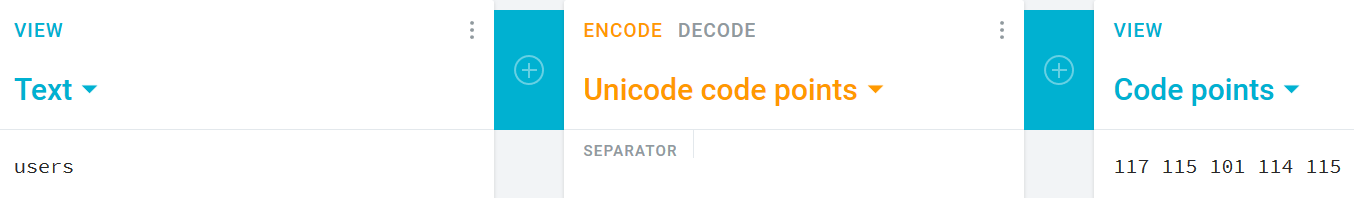 VIEW
Text
users
ENCODE DECODE
Unicode code points
SEPARATOR
VIEW
Code points
117 115 101 114 115